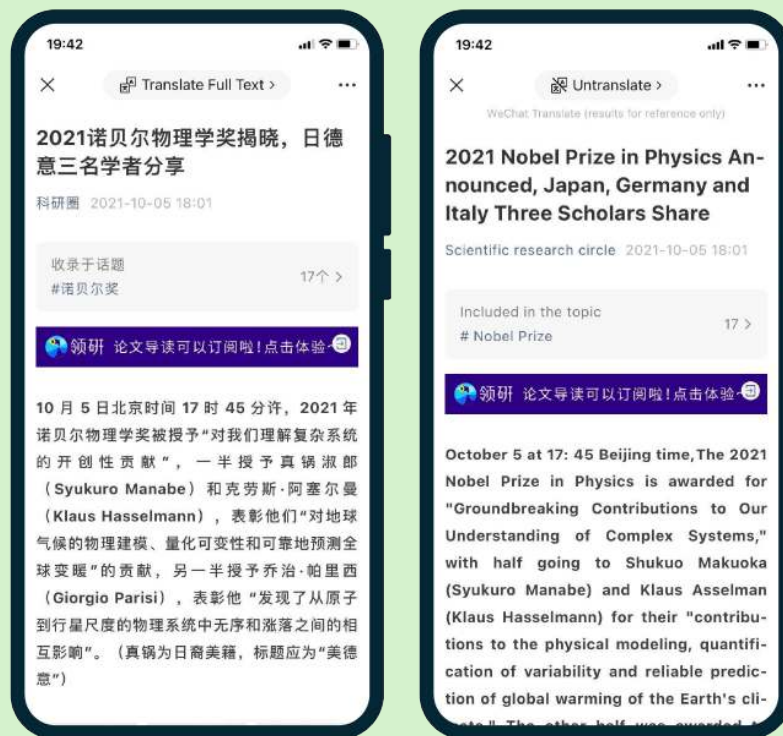 19:42
Translate Full Text >
2021诺贝尔物理学奖揭晓，日德
意三名学者分享
科研圈 2021-10-05 18:01
收录于话题
#诺贝尔奖
17个 >
领研 论文导读可以订阅啦!点击体验
10 月 5 日北京时间 17 时 45 分许，2021 年
诺贝尔物理学奖被授予“对我们理解复杂系统
的开创性贡献”，一半授予真锅淑郎
（Syukuro Manabe）和克劳斯·阿塞尔曼
（Klaus Hasselmann），表彰他们“对地球
气候的物理建模、量化可变性和可靠地预测全
球变暖”的贡献，另一半授予乔治·帕里西
（Giorgio Parisi），表彰他 “发现了从原子
到行星尺度的物理系统中无序和涨落之间的相
互影响”。（真锅为日裔美籍，标题应为“美德
意”）
19:42
Untranslate >
WeChat Translate (results for reference only)
2021 Nobel Prize in Physics An-
nounced, Japan, Germany and
Italy Three Scholars Share
Scientific research circle 2021-10-05 18:01
Included in the topic
# Nobel Prize
17 >
领研 论文导读可以订阅啦!点击体验
October 5 at 17: 45 Beijing time,The 2021
Nobel Prize in Physics is awarded for
"Groundbreaking Contributions to Our
Understanding of Complex Systems,"
with half going to Shukuo Makuoka
(Syukuro Manabe) and Klaus Asselman
(Klaus Hasselmann) for their "contribu-
tions to the physical modeling, quantifi-
cation of variability and reliable predic-
tion of global warming of the Earth's cli-
mate." The other half was awarded